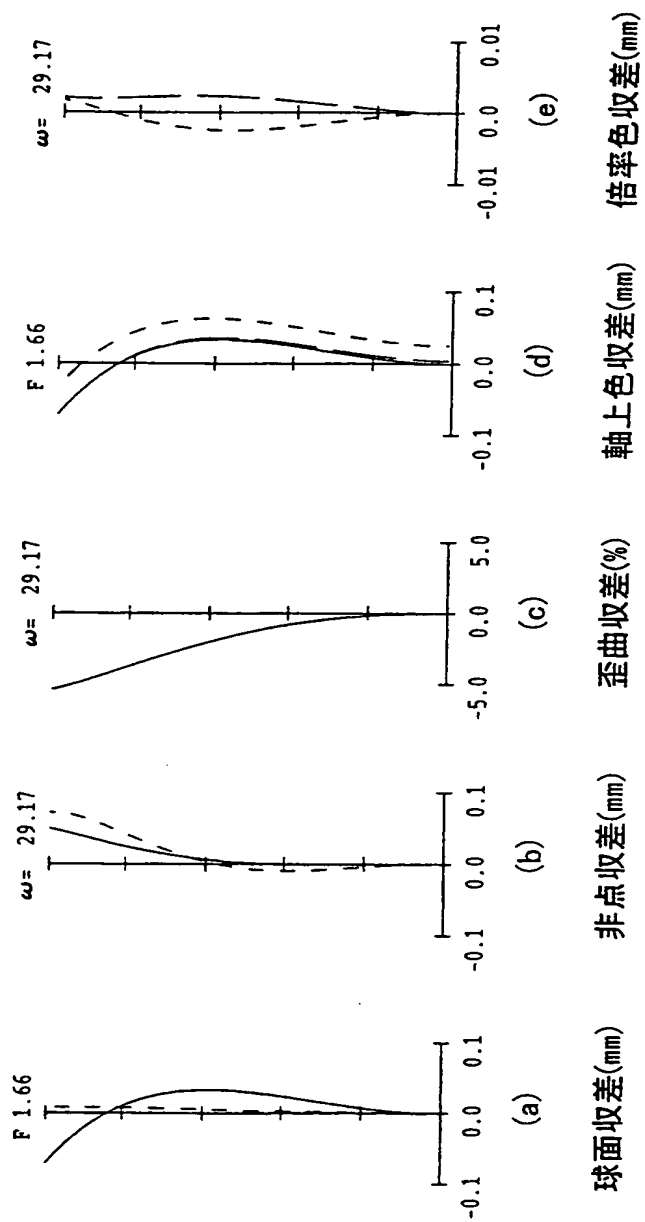 F 1.66
-0.1 0.0 0.1
(a)
球面収差(mm)
ω= 29.17
-0.1 0.0 0.1
(b)
非点収差(mm)
ω= 29.17
-5.0 0.0 5.0
(c)
歪曲収差(%)
F 1.66
-0.1 0.0 0.1
(d)
軸上色収差(mm)
ω= 29.17
-0.01 0.0 0.01
(e)
倍率色収差(mm)